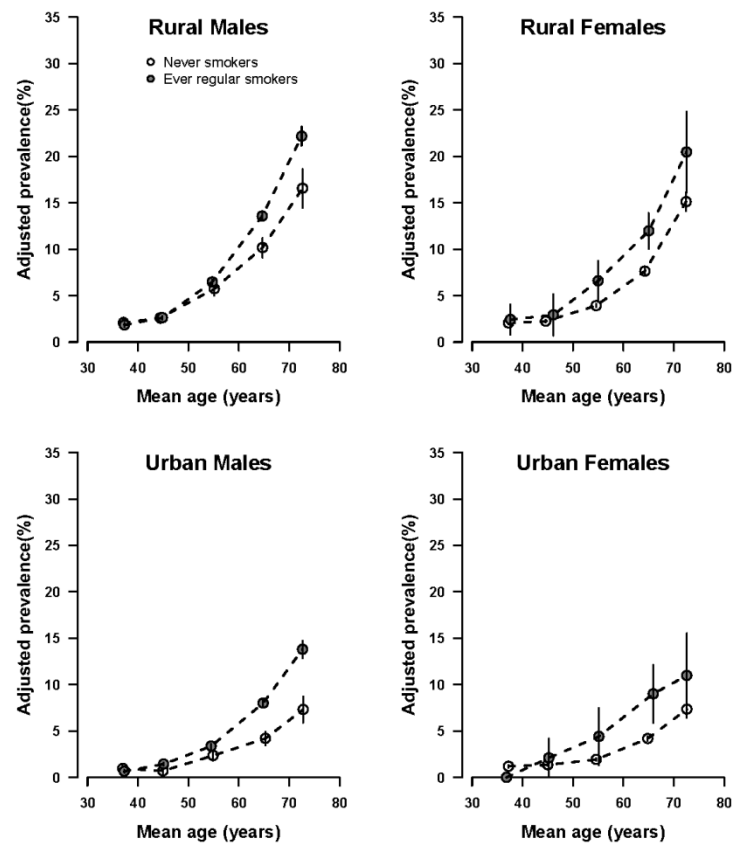 Rural Males
Never smokers
Ever regular smokers
Adjusted prevalence(%)
35
30
25
20
15
10
5
0
30 40 50 60 70 80
Mean age (years)
Rural Females
Adjusted prevalence(%)
35
30
25
20
15
10
5
0
30 40 50 60 70 80
Mean age (years)
Urban Males
Adjusted prevalence(%)
35
30
25
20
15
10
5
0
30 40 50 60 70 80
Mean age (years)
Urban Females
Adjusted prevalence(%)
35
30
25
20
15
10
5
0
30 40 50 60 70 80
Mean age (years)